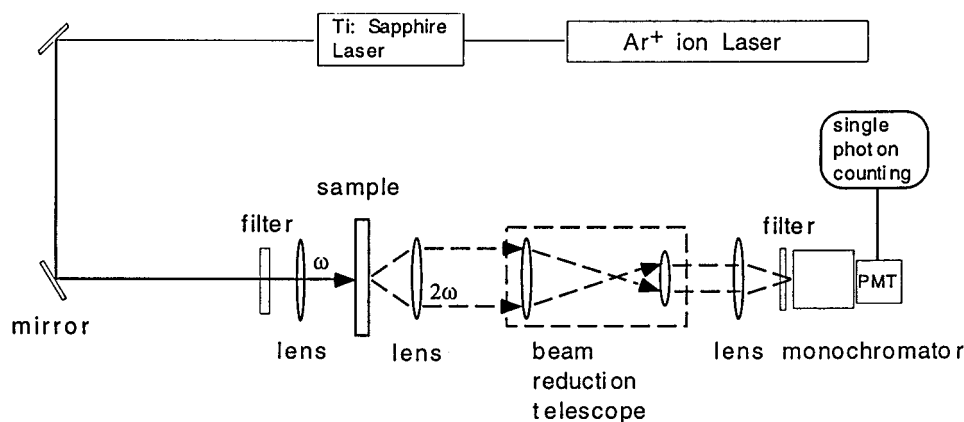 Ti: Sapphire
Laser
Ar+ ion Laser
single
photon
counting
sample
filter
filter
ω
2ω
PMT
mirror
lens
lens
beam
reduction
telescope
lens
monochromator